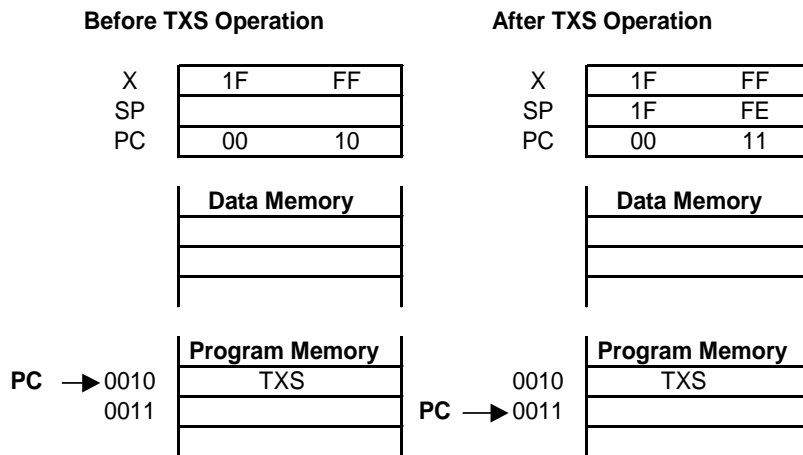 Before TXS Operation After TXS Operation
X 1F FF X 1F FF
SP SP 1F FE
PC 00 10 PC 00 11
Data Memory Data Memory
Program Memory Program Memory
PC 0010 TXS 0010 TXS
0011 PC 0011